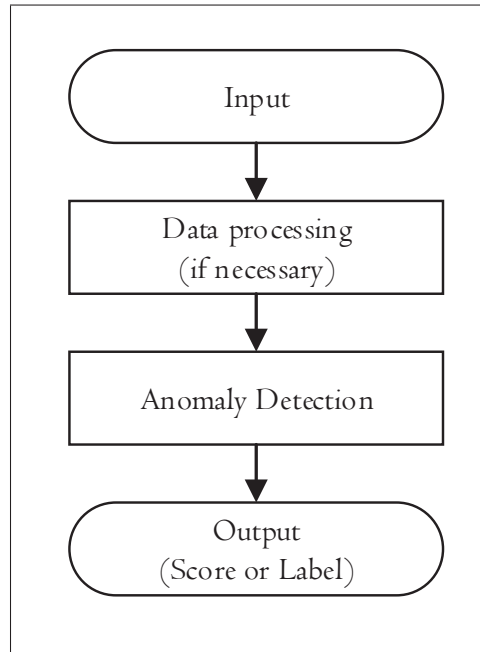 Input
Data processing
(if necessary)
Anomaly Detection
Output
(Score or Label)